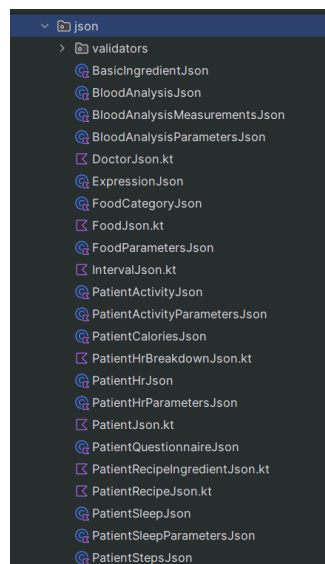 json
validators
BasicIngredientJson
BloodAnalysisJson
BloodAnalysisMeasurementsJson
BloodAnalysisParametersJson
DoctorJson.kt
ExpressionJson
FoodCategoryJson
FoodJson.kt
FoodParametersJson
IntervalJson.kt
PatientActivityJson
PatientActivityParametersJson
PatientCaloriesJson
PatientHrBreakdownJson.kt
PatientHrJson
PatientHrParametersJson
PatientJson.kt
PatientQuestionnaireJson
PatientRecipeIngredientJson.kt
PatientRecipeJson.kt
PatientSleepJson
PatientSleepParametersJson
PatientStepsJson